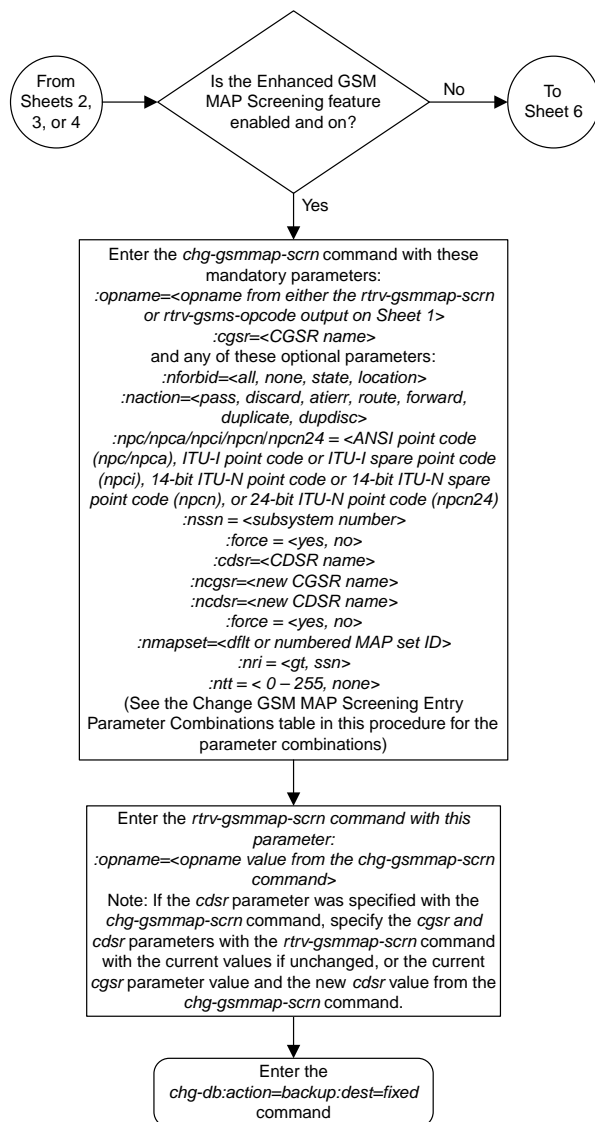 From
Sheets 2,
3, or 4
Is the Enhanced GSM
MAP Screening feature
enabled and on?
No
To
Sheet 6
Yes
Enter the chg-gsmmap-scrn command with these
mandatory parameters:
:opname=<opname from either the rtrv-gsmmap-scrn
or rtrv-gsms-opcode output on Sheet 1>
:cgsr=<CGSR name>
and any of these optional parameters:
:nforbid=<all, none, state, location>
:naction=<pass, discard, atierr, route, forward,
duplicate, dupdisc>
:npc/npca/npci/npcn/npcn24 = <ANSI point code
(npc/npca), ITU-I point code or ITU-I spare point code
(npci), 14-bit ITU-N point code or 14-bit ITU-N spare
point code (npcn), or 24-bit ITU-N point code (npcn24)
:nssn = <subsystem number>
:force = <yes, no>
:cdsr=<CDSR name>
:ncgsr=<new CGSR name>
:ncdsr=<new CDSR name>
:force = <yes, no>
:nmapset=<dflt or numbered MAP set ID>
:nri = <gt, ssn>
:ntt = < 0 – 255, none>
(See the Change GSM MAP Screening Entry
Parameter Combinations table in this procedure for the
parameter combinations)
Enter the rtrv-gsmmap-scrn command with this
parameter:
:opname=<opname value from the chg-gsmmap-scrn
command>
Note: If the cdsr parameter was specified with the
chg-gsmmap-scrn command, specify the cgsr and
cdsr parameters with the rtrv-gsmmap-scrn command
with the current values if unchanged, or the current
cgsr parameter value and the new cdsr value from the
chg-gsmmap-scrn command.
Enter the
chg-db:action=backup:dest=fixed
command